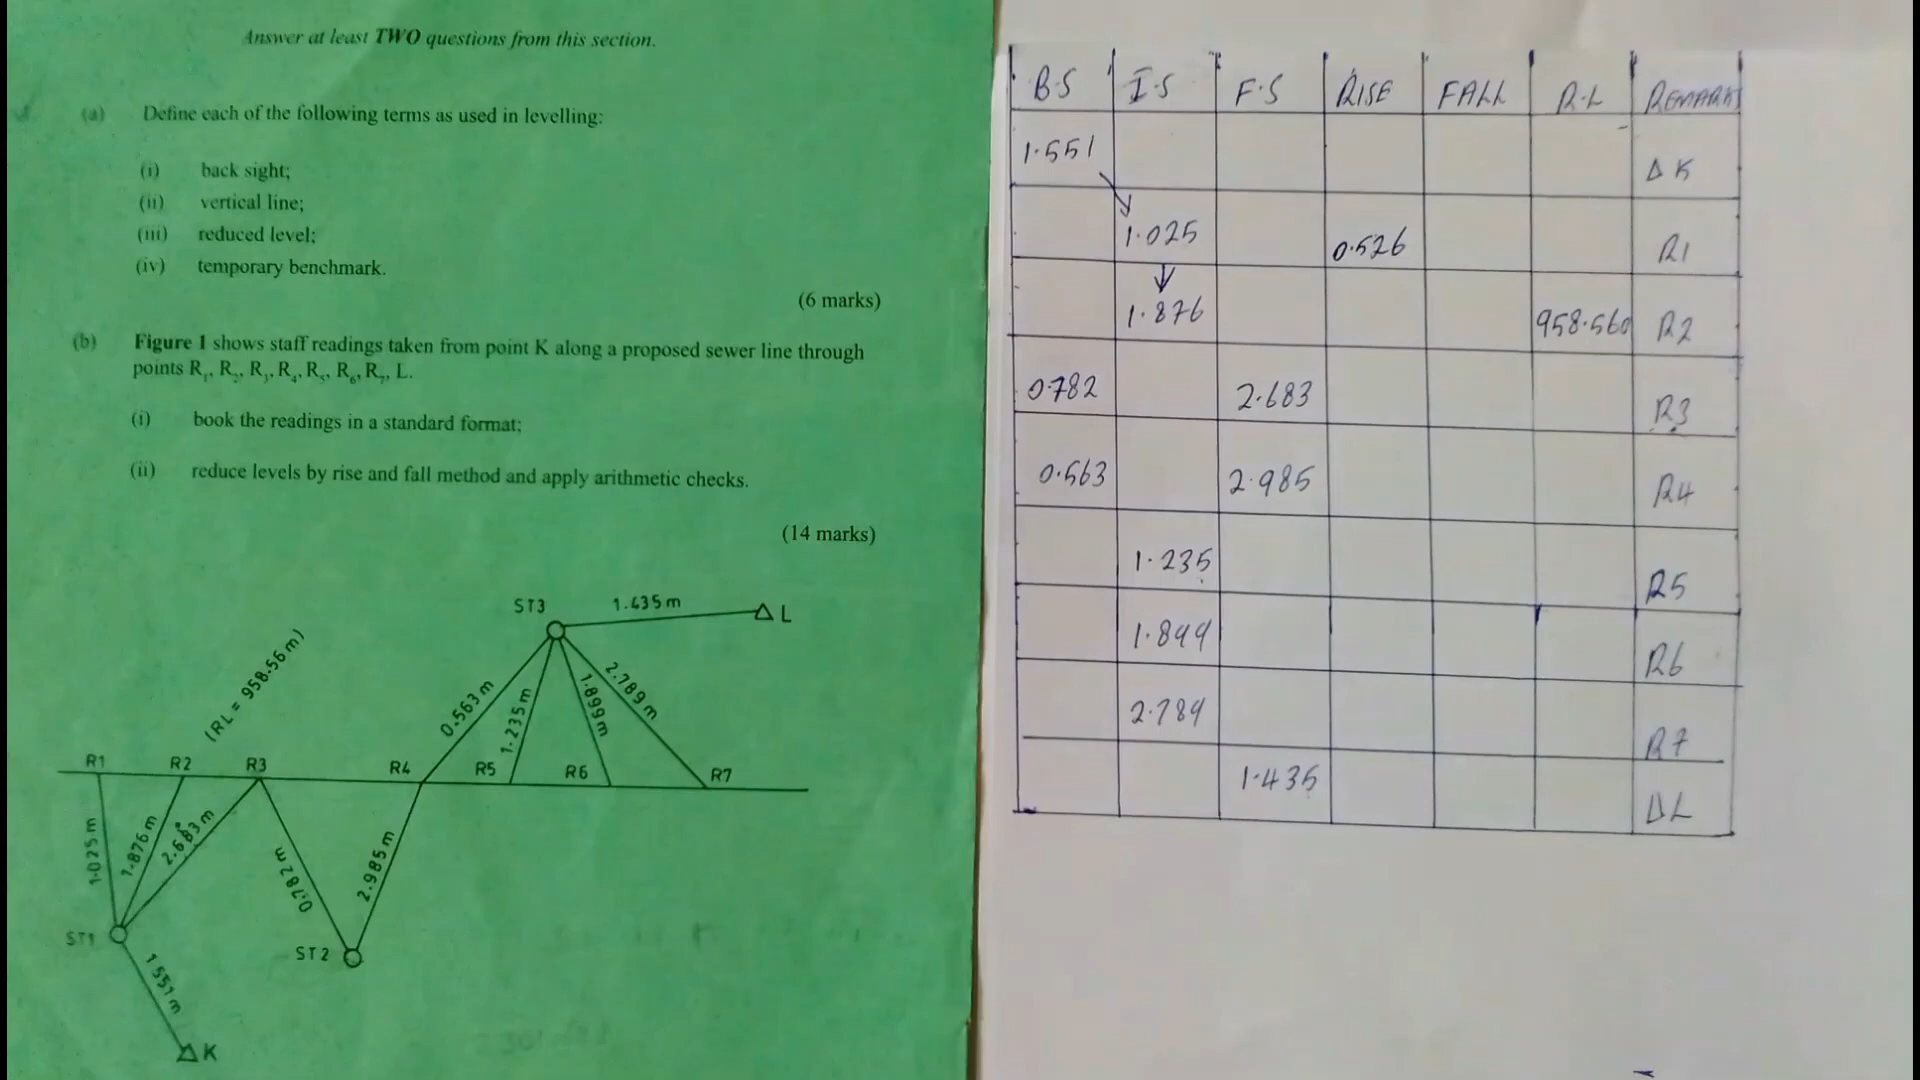 Answer at least TWO questions from this section.
(a) Define each of the following terms as used in levelling:
(i) back sight;
(ii) vertical line;
(iii) reduced level;
(iv) temporary benchmark.
(6 marks)
(b) Figure 1 shows staff readings taken from point K along a proposed sewer line through
points R1, R2, R3, R4, R5, R6, R7, L.
(i) book the readings in a standard format;
(ii) reduce levels by rise and fall method and apply arithmetic checks.
(14 marks)
ST3 1.435m Δ L
(RL = 958.56 m)
0.563 m 1.235 m 1.899 m 2.789 m
R1 R2 R3 R4 R5 R6 R7
1.025 m 1.876 m 2.683 m 0.782 m 2.985 m
ST1 ST2
1.551 m
Δ K
B.S I.S F.S RISE FALL R.L REMARKS
1.551 Δ K
1.025 0.526 R1
1.876 958.560 R2
0.782 2.683 R3
0.563 2.985 R4
1.235 R5
1.899 R6
2.789 R7
1.435 Δ L